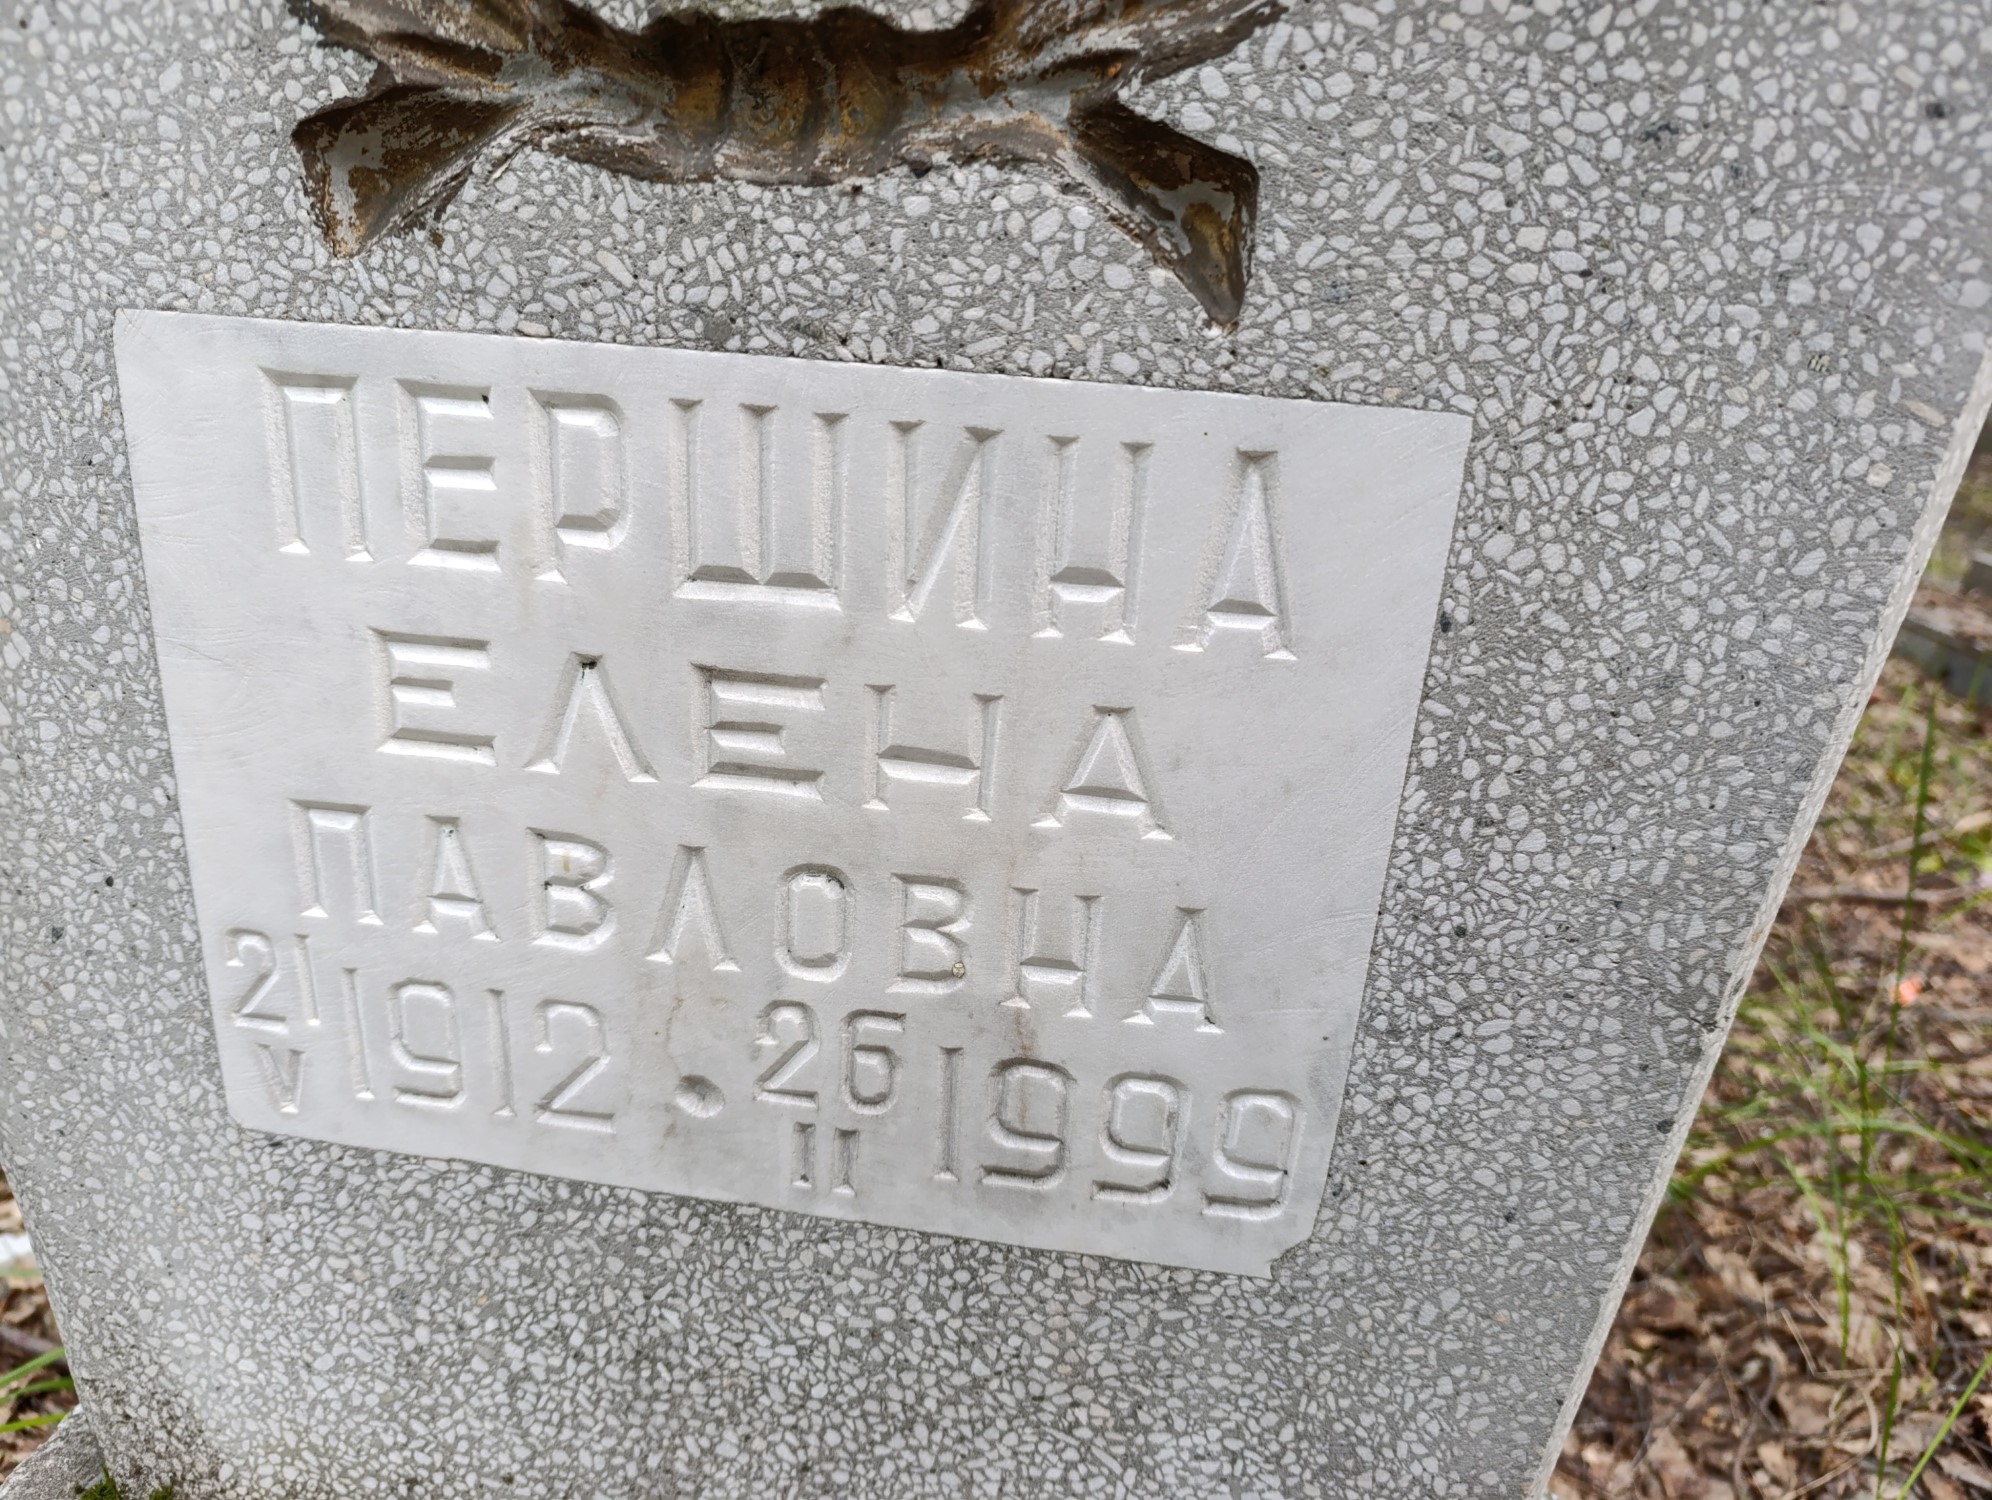 ПЕРШИНА
ЕЛЕНА
ПАВЛОВНА
21 V 1912 • 26 II 1999